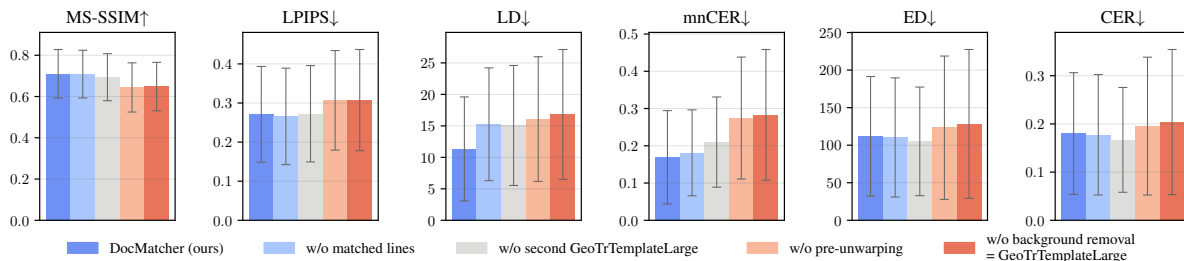 MS-SSIM↑
0.8
0.6
0.4
0.2
0.0
LPIPS↓
0.4
0.3
0.2
0.1
0.0
LD↓
25
20
15
10
5
0
mnCER↓
0.5
0.4
0.3
0.2
0.1
0.0
ED↓
250
200
150
100
50
0
CER↓
0.3
0.2
0.1
0.0
DocMatcher (ours)
w/o matched lines
w/o second GeoTrTemplateLarge
w/o pre-unwarping
w/o background removal
= GeoTrTemplateLarge